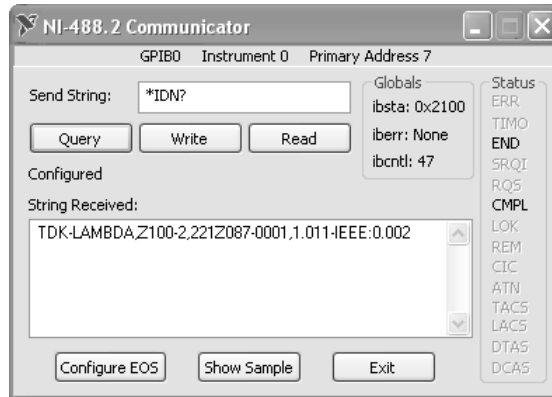 NI-488.2 Communicator
GPIB0 Instrument 0 Primary Address 7
Send String: *IDN?
Query Write Read
Configured
String Received:
TDK-LAMBDA,Z100-2,221Z087-0001,1.011-IEEE:0.002
Configure EOS Show Sample Exit
Globals
ibsta: 0x2100
iberr: None
ibcntl: 47
Status
ERR
TIMO
END
SRQI
RQS
CMPL
LOK
REM
CIC
ATN
TACS
LACS
DTAS
DCAS